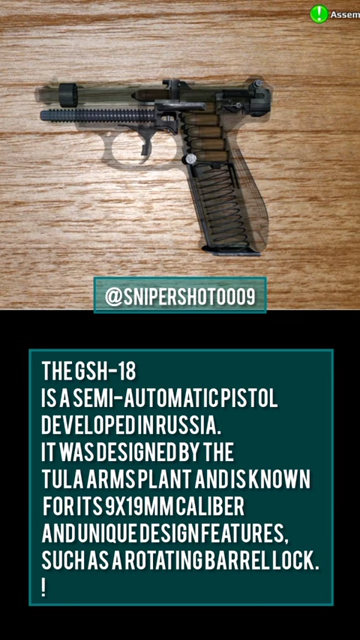 ! Assem
@SNIPERSHOT0009
THE GSH-18
IS A SEMI-AUTOMATIC PISTOL
DEVELOPED IN RUSSIA.
IT WAS DESIGNED BY THE
TULA ARMS PLANT AND IS KNOWN
FOR ITS 9X19MM CALIBER
AND UNIQUE DESIGN FEATURES,
SUCH AS A ROTATING BARREL LOCK.
!